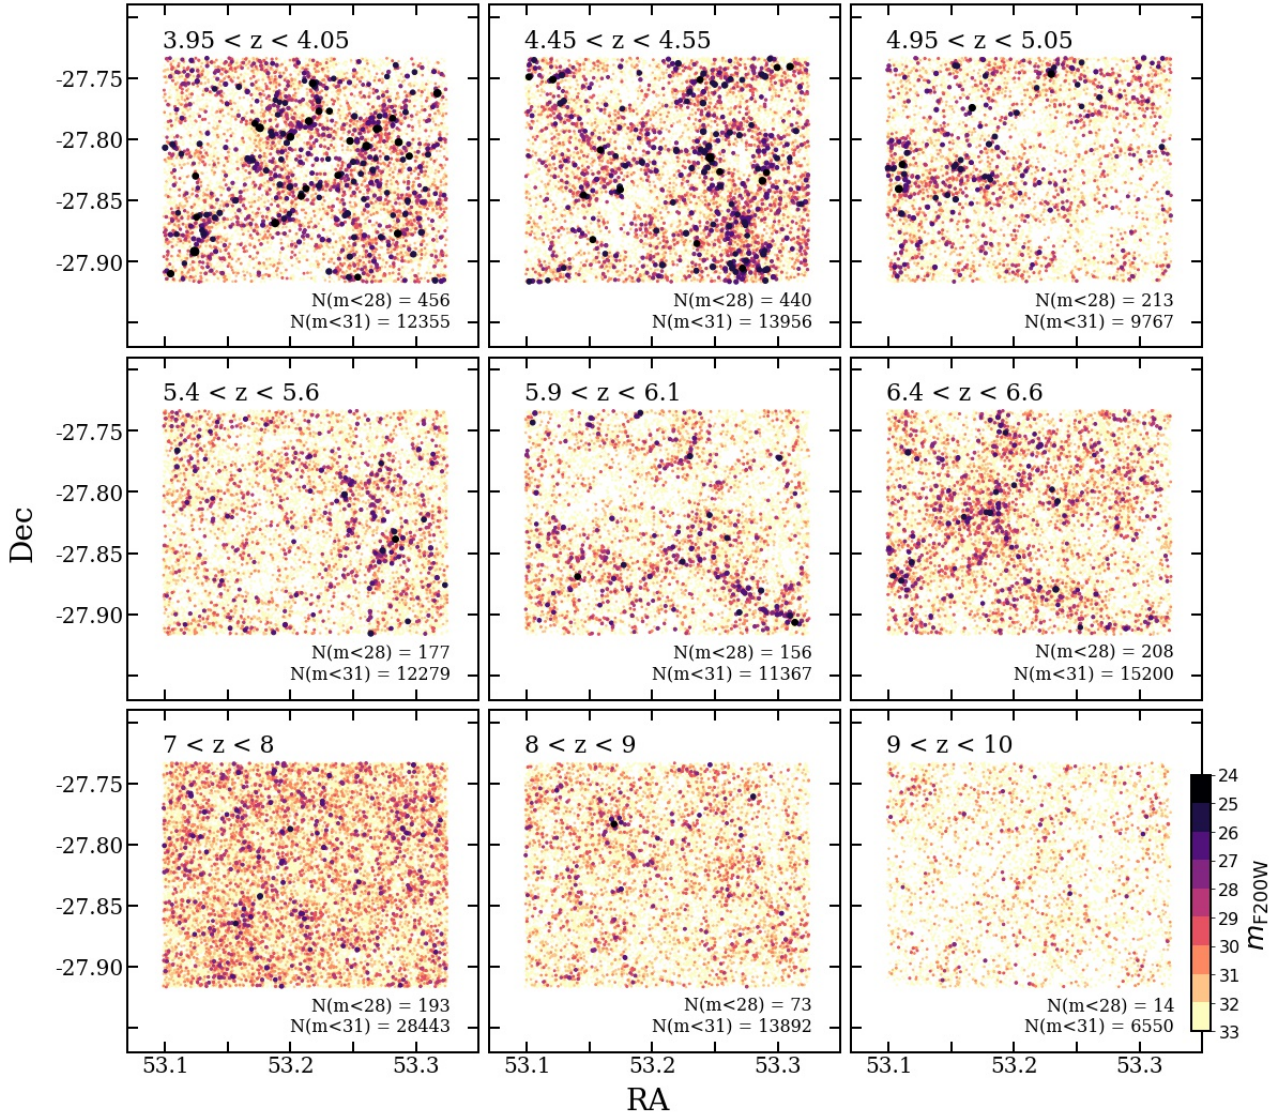 3.95 < z < 4.05
4.45 < z < 4.55
4.95 < z < 5.05
-27.75
-27.80
-27.85
-27.90
N(m<28) = 456
N(m<31) = 12355
N(m<28) = 440
N(m<31) = 13956
N(m<28) = 213
N(m<31) = 9767
5.4 < z < 5.6
5.9 < z < 6.1
6.4 < z < 6.6
-27.75
-27.80
-27.85
-27.90
Dec
N(m<28) = 177
N(m<31) = 12279
N(m<28) = 156
N(m<31) = 11367
N(m<28) = 208
N(m<31) = 15200
7 < z < 8
8 < z < 9
9 < z < 10
-27.75
-27.80
-27.85
-27.90
N(m<28) = 193
N(m<31) = 28443
N(m<28) = 73
N(m<31) = 13892
N(m<28) = 14
N(m<31) = 6550
24
25
26
27
28
29
30
31
32
33
mF200W
53.1
53.2
53.3
53.1
53.2
53.3
53.1
53.2
53.3
RA